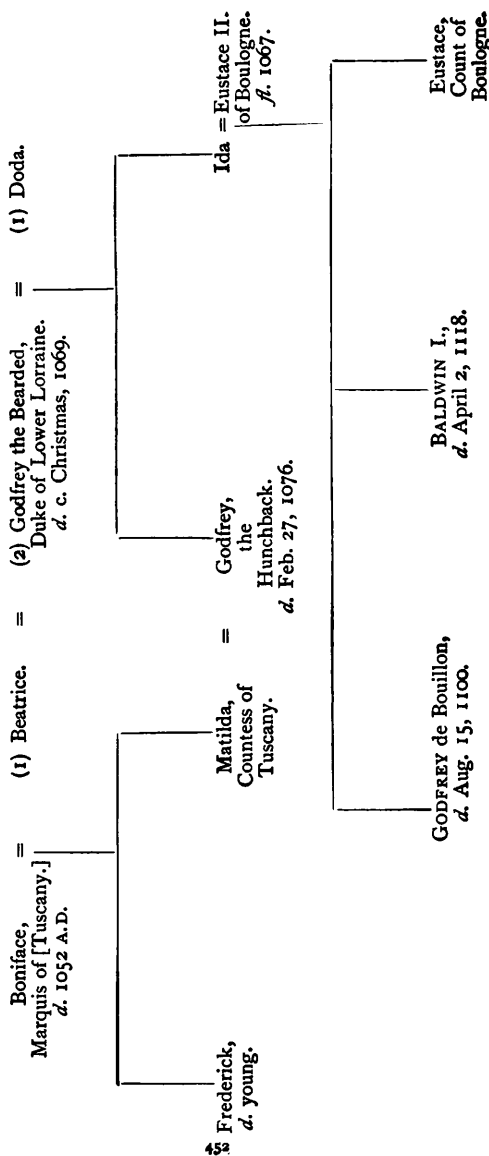 Boniface,
Marquis of [Tuscany.]
d. 1052 A.D.
=
(1) Beatrice.
=
(2) Godfrey the Bearded,
Duke of Lower Lorraine.
d. c. Christmas, 1069.
=
(1) Doda.
Frederick,
d. young.
Matilda,
Countess of
Tuscany.
=
Godfrey,
the
Hunchback.
d. Feb. 27, 1076.
Ida = Eustace II.
of Boulogne.
fl. 1067.
GODFREY de Bouillon,
d. Aug. 15, 1100.
BALDWIN I.,
d. April 2, 1118.
Eustace,
Count of
Boulogne.
452